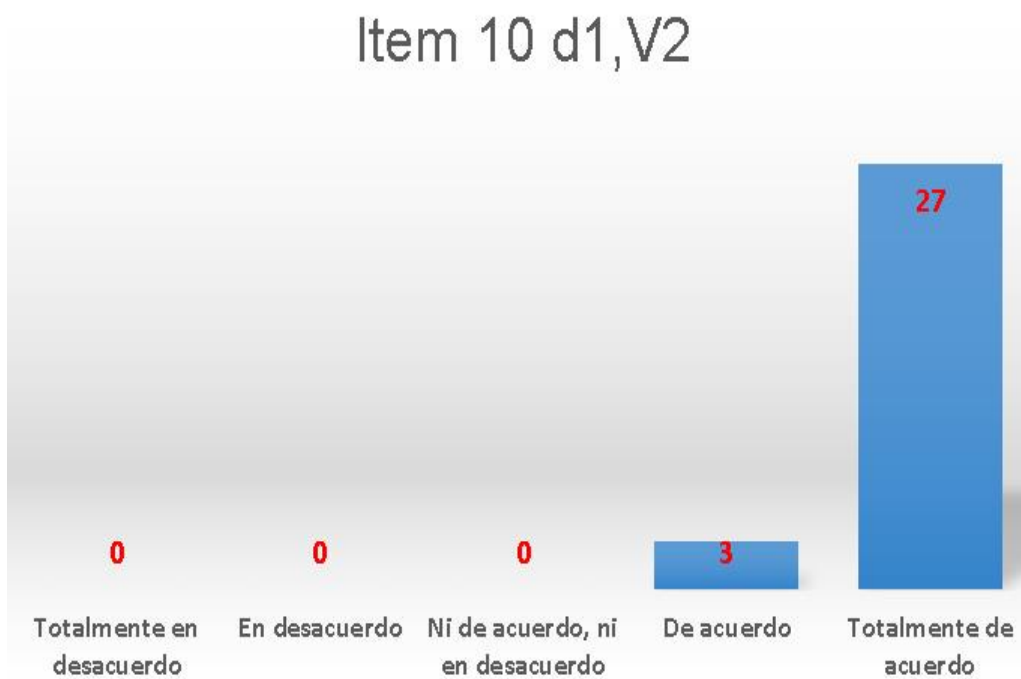 Item 10 d1,V2
27
0
0
0
3
Totalmente en
desacuerdo
En desacuerdo
Ni de acuerdo, ni
en desacuerdo
De acuerdo
Totalmente de
acuerdo